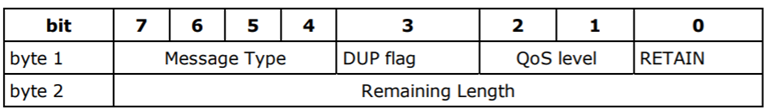 bit 7 6 5 4 3 2 1 0
byte 1 Message Type DUP flag QoS level RETAIN
byte 2 Remaining Length